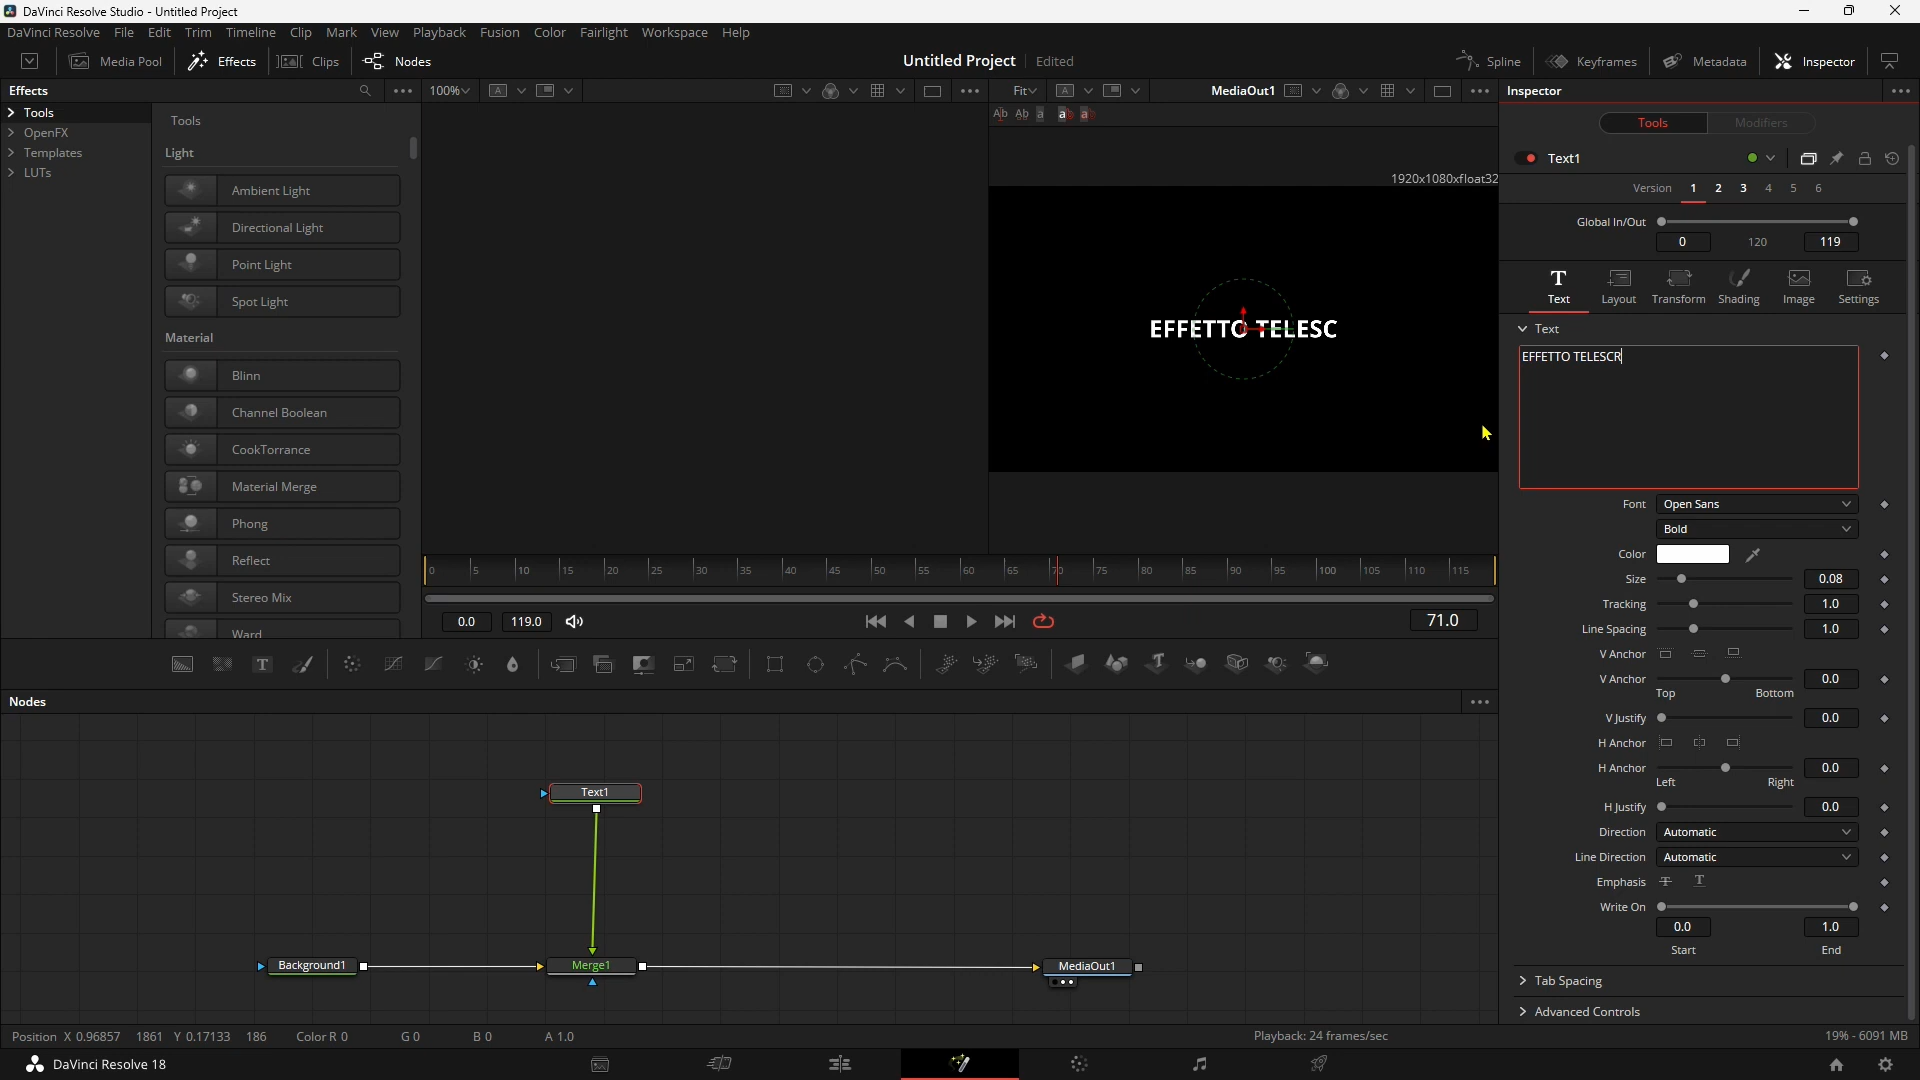 DaVinci Resolve Studio - Untitled Project
DaVinci Resolve File Edit Trim Timeline Clip Mark View Playback Fusion Color Fairlight Workspace Help
Media Pool Effects Clips Nodes Untitled Project Edited Spline Keyframes Metadata Inspector
Effects 100% Fit MediaOut1 Inspector
Tools
OpenFX
Templates
LUTs
Tools
Light
Ambient Light
Directional Light
Point Light
Spot Light
Material
Blinn
Channel Boolean
CookTorrance
Material Merge
Phong
Reflect
Stereo Mix
Ward
1920x1080xfloat32
EFFETTO TELESC
0 5 10 15 20 25 30 35 40 45 50 55 60 65 70 75 80 85 90 95 100 105 110 115
0.0 119.0 71.0
Nodes
Text1
Background1 Merge1 MediaOut1
Tools Modifiers
Text1
Version 1 2 3 4 5 6
Global In/Out
0 120 119
Text Layout Transform Shading Image Settings
Text
EFFETTO TELESCR
Font Open Sans
Bold
Color
Size 0.08
Tracking 1.0
Line Spacing 1.0
V Anchor
V Anchor 0.0
Top Bottom
V Justify 0.0
H Anchor
H Anchor 0.0
Left Right
H Justify 0.0
Direction Automatic
Line Direction Automatic
Emphasis
Write On
0.0 1.0
Start End
Tab Spacing
Advanced Controls
Position X 0.96857 1861 Y 0.17133 186 Color R 0 G 0 B 0 A 1.0 Playback: 24 frames/sec 19% - 6091 MB
DaVinci Resolve 18